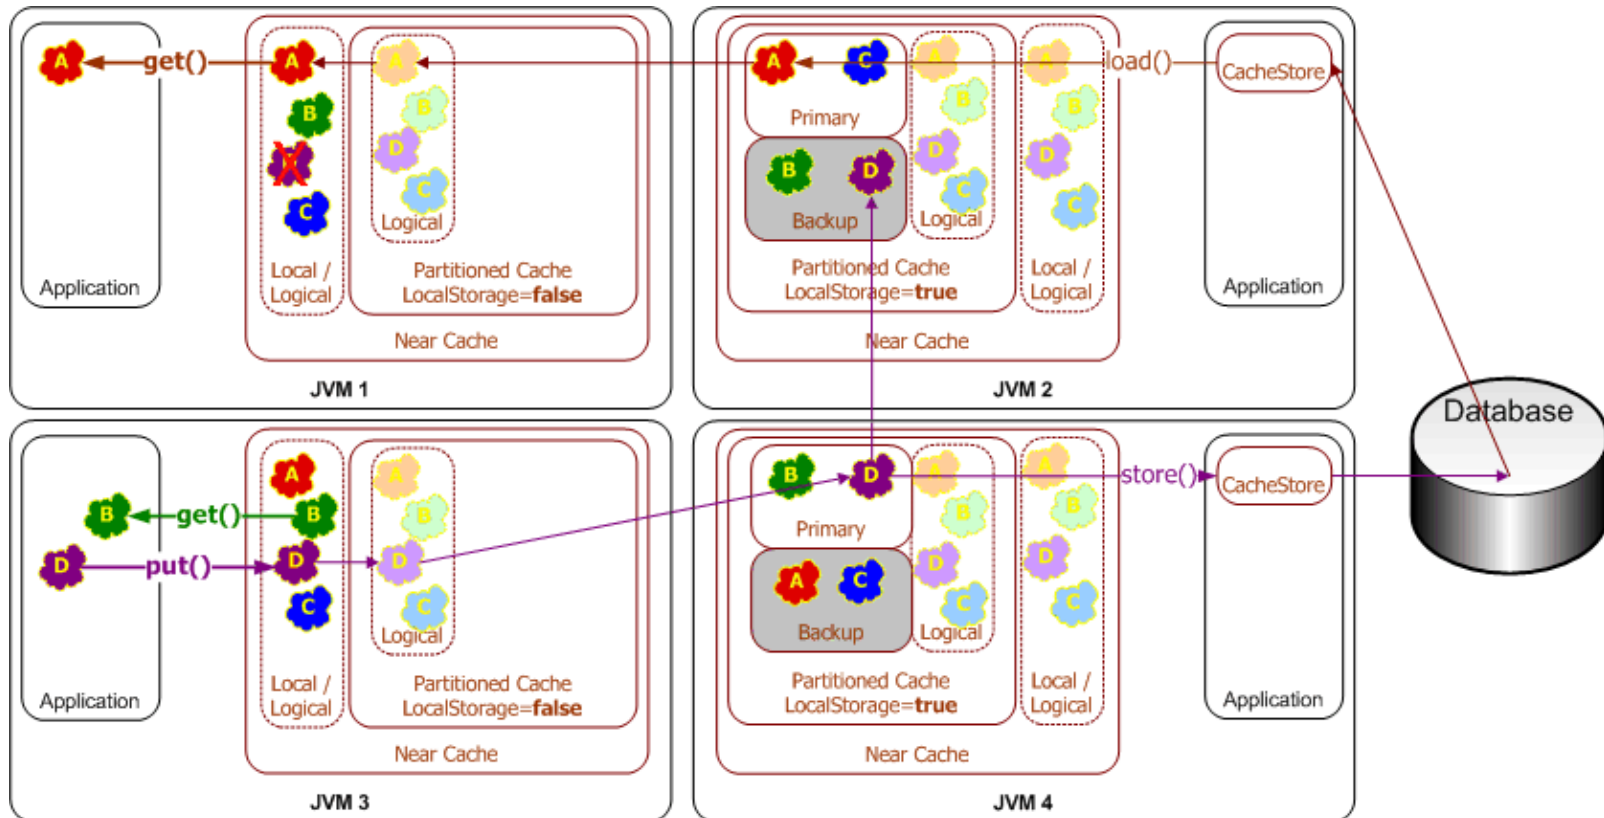 A
get()
A
B
X
C
Local /
Logical
A
B
D
C
Logical
Partitioned Cache
LocalStorage=false
Application
Near Cache
JVM 1
A
C
Primary
B
D
Backup
A
B
D
C
Logical
Partitioned Cache
LocalStorage=true
A
B
D
C
Local /
Logical
load()
CacheStore
Application
Near Cache
JVM 2
Database
B
get()
D
put()
A
B
D
C
Local /
Logical
A
B
D
C
Logical
Partitioned Cache
LocalStorage=false
Application
Near Cache
JVM 3
B
D
Primary
A
C
Backup
A
B
D
C
Logical
Partitioned Cache
LocalStorage=true
A
B
D
C
Local /
Logical
store()
CacheStore
Application
Near Cache
JVM 4